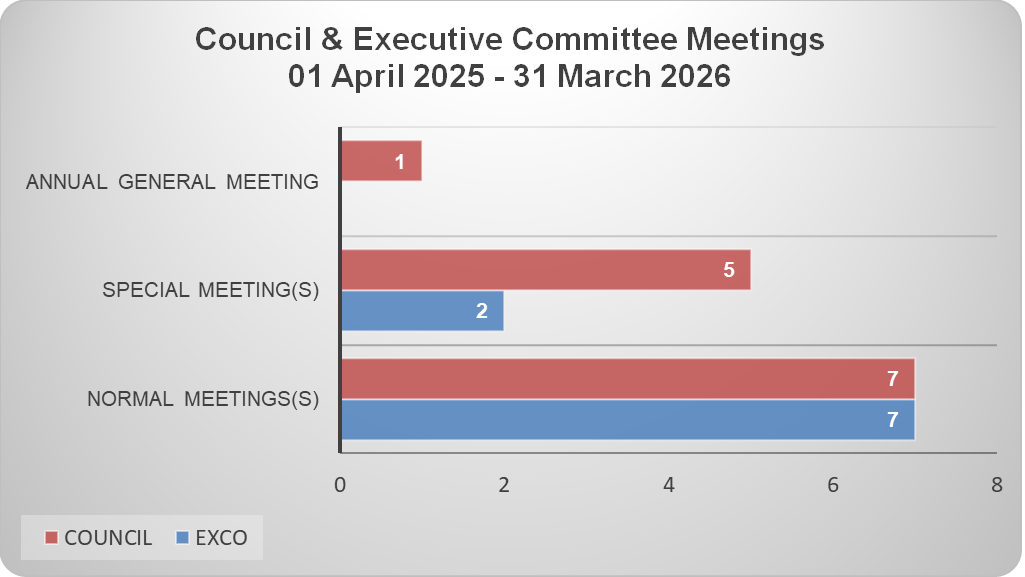 Council & Executive Committee Meetings
01 April 2025 - 31 March 2026
ANNUAL GENERAL MEETING
1
SPECIAL MEETING(S)
5
2
NORMAL MEETINGS(S)
7
7
0 2 4 6 8
COUNCIL EXCO